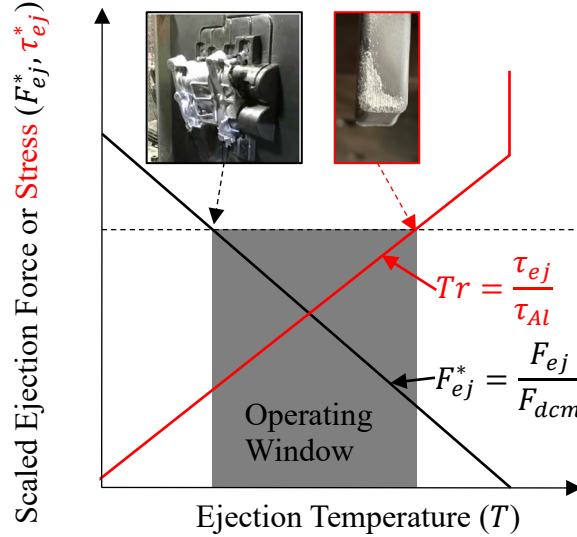 Scaled Ejection Force or Stress (F*ej, τ*ej)
Tr = τej/τAl
F*ej = Fej/Fdcm
Operating
Window
Ejection Temperature (T)